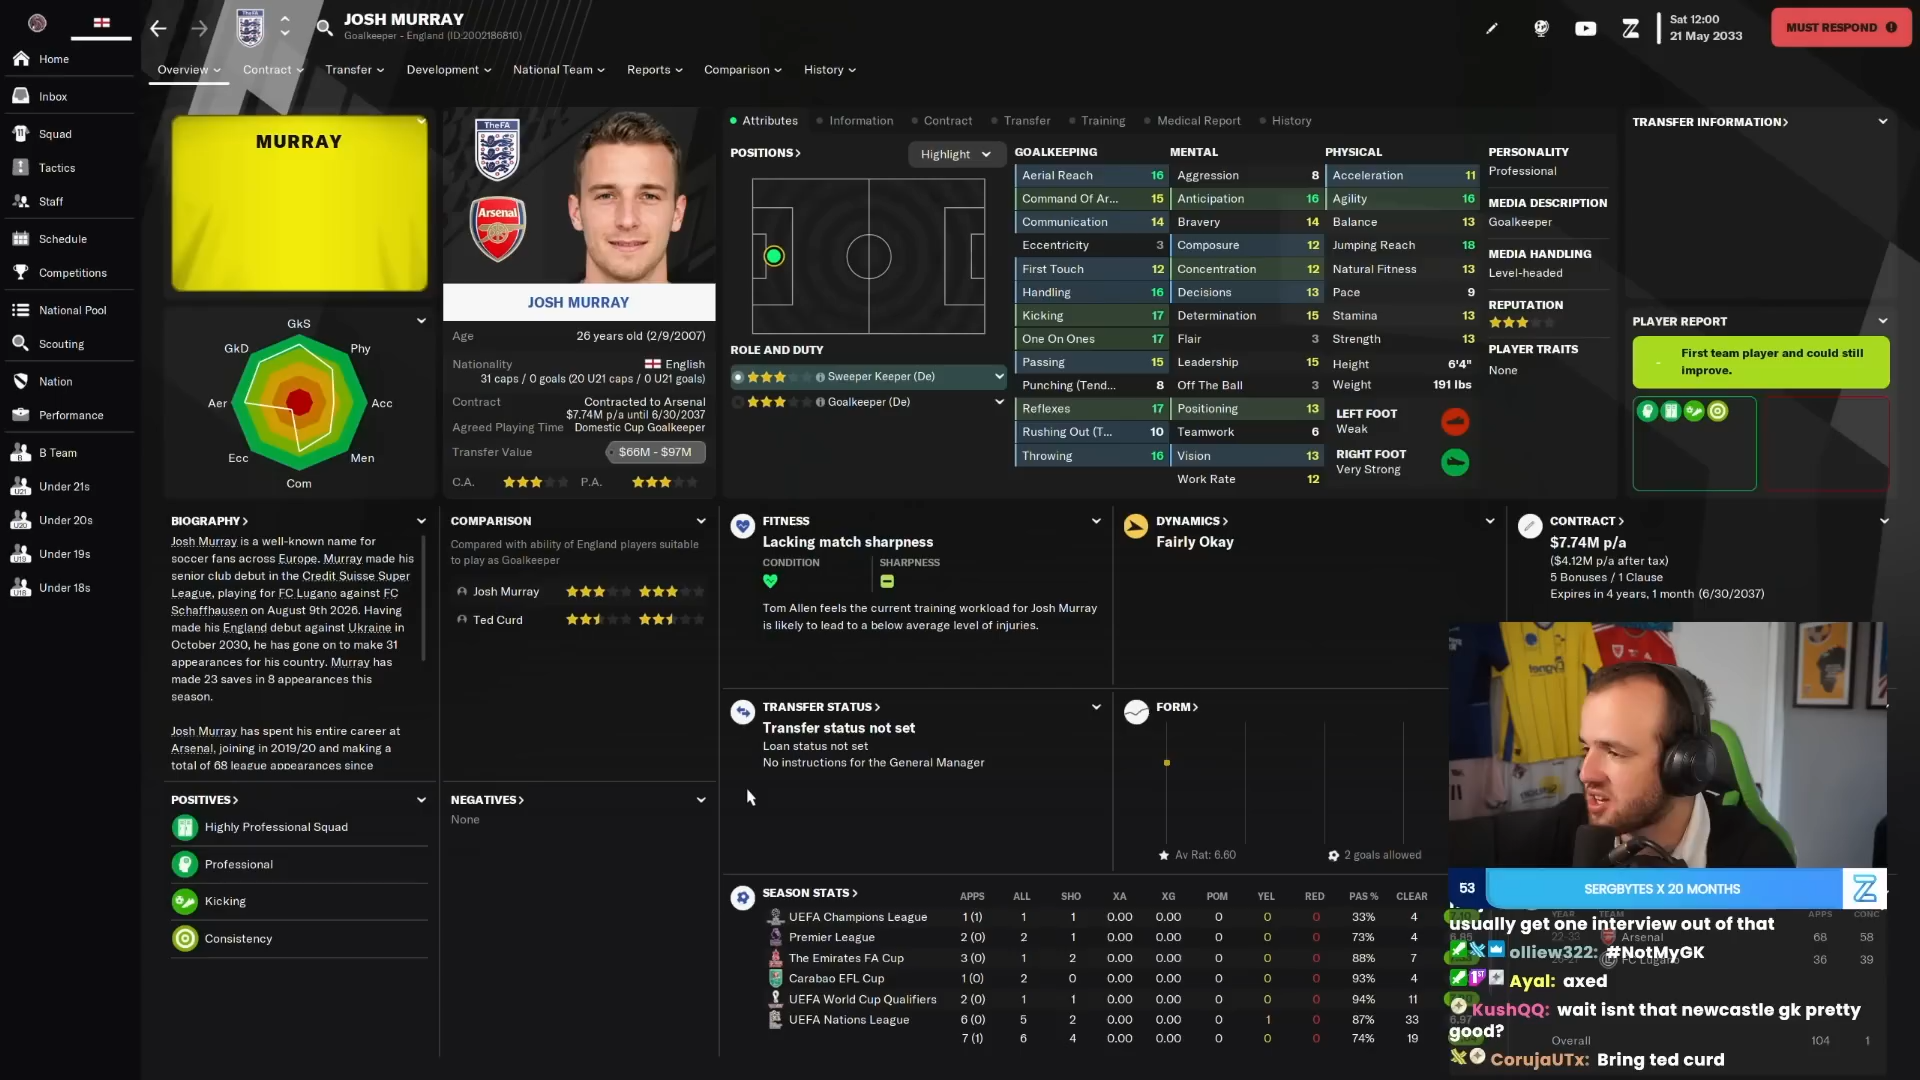 JOSH MURRAY
Goalkeeper - England (ID:2002186810)
Sat 12:00
21 May 2033
MUST RESPOND
Home
Inbox
Squad
Tactics
Staff
Schedule
Competitions
National Pool
Scouting
Nation
Performance
B Team
Under 21s
Under 20s
Under 19s
Under 18s
Overview
Contract
Transfer
Development
National Team
Reports
Comparison
History
MURRAY
GkS
Phy
Acc
Men
Com
Ecc
Aer
GkD
TheFA
Arsenal
JOSH MURRAY
Age 26 years old (2/9/2007)
Nationality English
31 caps / 0 goals (20 U21 caps / 0 U21 goals)
Contract Contracted to Arsenal
$7.74M p/a until 6/30/2037
Agreed Playing Time Domestic Cup Goalkeeper
Transfer Value $66M - $97M
C.A. P.A.
Attributes Information Contract Transfer Training Medical Report History
POSITIONS>
Highlight
ROLE AND DUTY
Sweeper Keeper (De)
Goalkeeper (De)
GOALKEEPING
Aerial Reach 16
Command Of Ar... 15
Communication 14
Eccentricity 3
First Touch 12
Handling 16
Kicking 17
One On Ones 17
Passing 15
Punching (Tend... 8
Reflexes 17
Rushing Out (T... 10
Throwing 16
MENTAL
Aggression 8
Anticipation 16
Bravery 14
Composure 12
Concentration 12
Decisions 13
Determination 15
Flair 3
Leadership 15
Off The Ball 3
Positioning 13
Teamwork 6
Vision 13
Work Rate 12
PHYSICAL
Acceleration 11
Agility 16
Balance 13
Jumping Reach 18
Natural Fitness 13
Pace 9
Stamina 13
Strength 13
Height 6'4"
Weight 191 lbs
LEFT FOOT
Weak
RIGHT FOOT
Very Strong
PERSONALITY
Professional
MEDIA DESCRIPTION
Goalkeeper
MEDIA HANDLING
Level-headed
REPUTATION
PLAYER TRAITS
None
TRANSFER INFORMATION>
PLAYER REPORT
First team player and could still
improve.
BIOGRAPHY>
Josh Murray is a well-known name for
soccer fans across Europe. Murray made his
senior club debut in the Credit Suisse Super
League, playing for FC Lugano against FC
Schaffhausen on August 9th 2026. Having
made his England debut against Ukraine in
October 2030, he has gone on to make 31
appearances for his country. Murray has
made 23 saves in 8 appearances this
season.
Josh Murray has spent his entire career at
Arsenal, joining in 2019/20 and making a
total of 68 league appearances since
POSITIVES>
Highly Professional Squad
Professional
Kicking
Consistency
COMPARISON
Compared with ability of England players suitable
to play as Goalkeeper
Josh Murray
Ted Curd
NEGATIVES>
None
FITNESS
Lacking match sharpness
CONDITION SHARPNESS
Tom Allen feels the current training workload for Josh Murray
is likely to lead to a below average level of injuries.
DYNAMICS>
Fairly Okay
CONTRACT>
$7.74M p/a
($4.12M p/a after tax)
5 Bonuses / 1 Clause
Expires in 4 years, 1 month (6/30/2037)
TRANSFER STATUS>
Transfer status not set
Loan status not set
No instructions for the General Manager
FORM>
Av Rat: 6.60
2 goals allowed
SEASON STATS> APPS ALL SHO XA XG POM YEL RED PAS % CLEAR
UEFA Champions League 1 (1) 1 1 0.00 0.00 0 0 0 33% 4
Premier League 2 (0) 2 1 0.00 0.00 0 0 0 73% 4
The Emirates FA Cup 3 (0) 1 2 0.00 0.00 0 0 0 88% 7
Carabao EFL Cup 1 (0) 2 0 0.00 0.00 0 0 0 93% 4
UEFA World Cup Qualifiers 2 (0) 1 1 0.00 0.00 0 0 0 94% 11
UEFA Nations League 6 (0) 5 2 0.00 0.00 0 1 0 87% 33
7 (1) 6 4 0.00 0.00 0 0 0 74% 19
53 SERGBYTES X 20 MONTHS
YEAR TEAM APPS CONC
Arsenal 68 58
FC Lugano 36 39
Overall 104 1
usually get one interview out of that
olliew322: #NotMyGK
Ayal: axed
KushQQ: wait isnt that newcastle gk pretty
good?
CorujaUTx: Bring ted curd